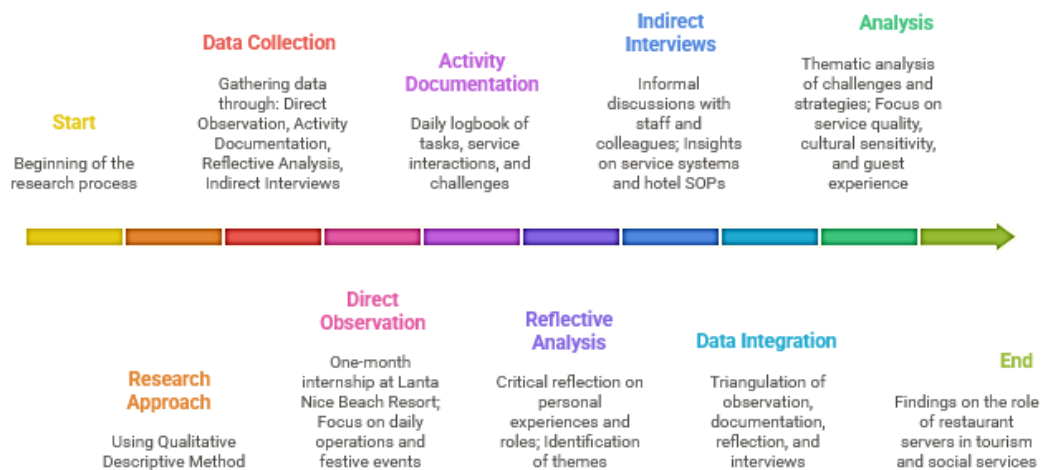 Start
Beginning of the
research process
Research
Approach
Using Qualitative
Descriptive Method
Data Collection
Gathering data
through: Direct
Observation, Activity
Documentation,
Reflective Analysis,
Indirect Interviews
Direct
Observation
One-month
internship at Lanta
Nice Beach Resort;
Focus on daily
operations and
festive events
Activity
Documentation
Daily logbook of
tasks, service
interactions, and
challenges
Reflective
Analysis
Critical reflection on
personal
experiences and
roles; Identification
of themes
Indirect
Interviews
Informal
discussions with
staff and
colleagues; Insights
on service systems
and hotel SOPs
Data Integration
Triangulation of
observation,
documentation,
reflection, and
interviews
Analysis
Thematic analysis
of challenges and
strategies; Focus on
service quality,
cultural sensitivity,
and guest
experience
End
Findings on the role
of restaurant
servers in tourism
and social services